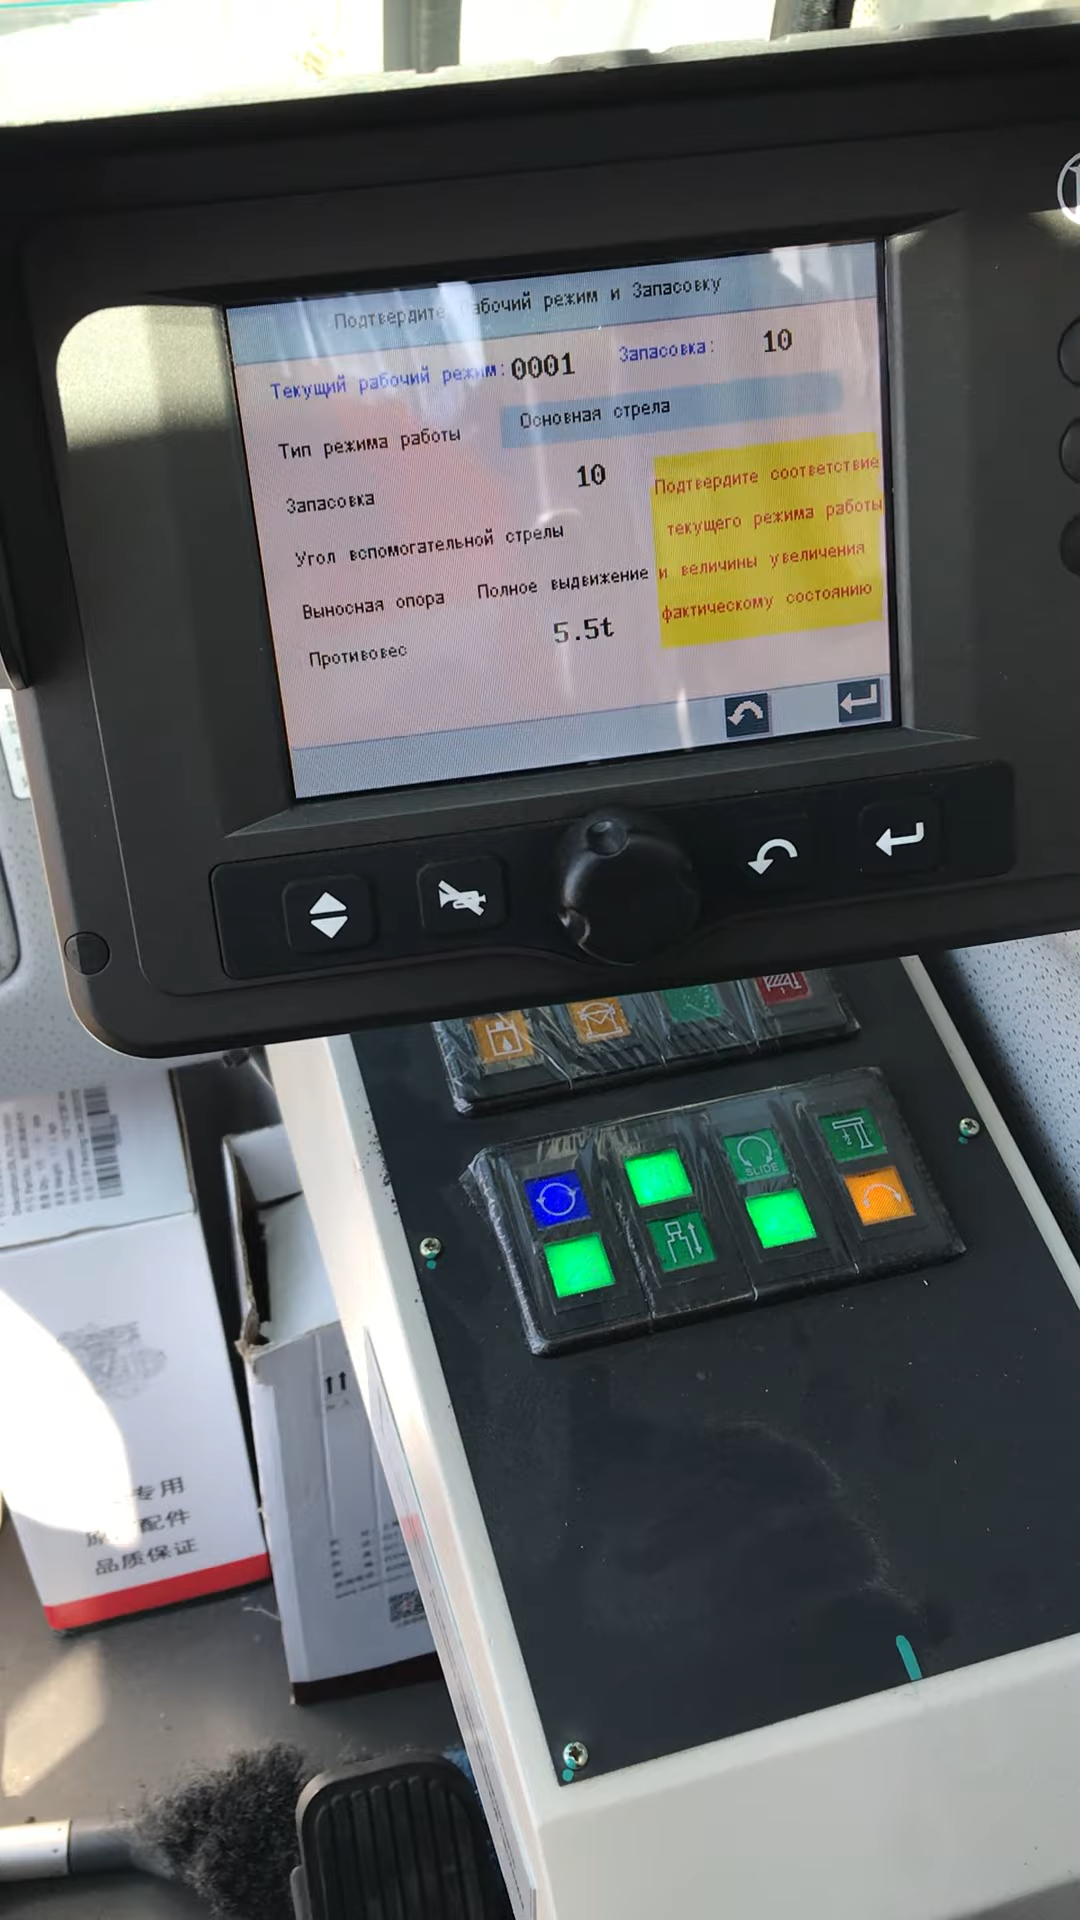 Подтвердите Рабочий режим и Запасовку
Текущий рабочий режим: 0001 Запасовка: 10
Тип режима работы Основная стрела
Запасовка 10
Угол вспомогательной стрелы
Выносная опора Полное выдвижение
Противовес 5.5t
Подтвердите соответствие
текущего режима работы
и величины увеличения
фактическому состоянию
SLIDE
专用
配件
品质保证